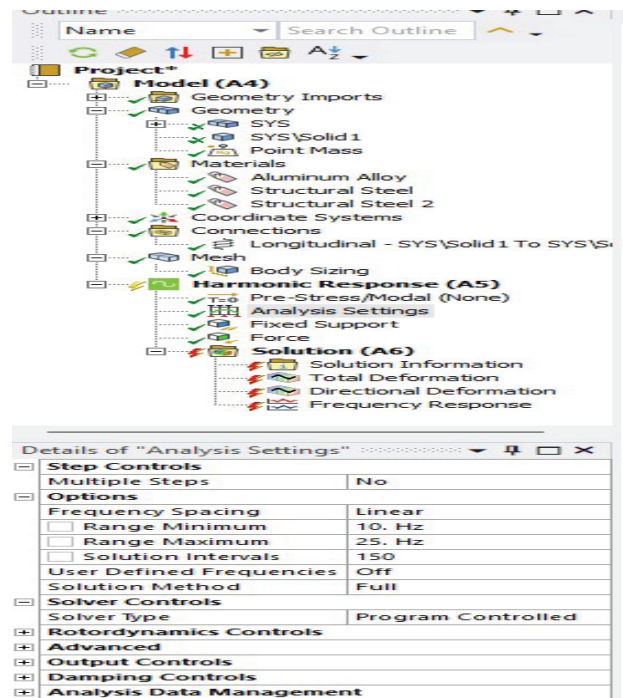 Outline
Name Search Outline
Project*
Model (A4)
Geometry Imports
Geometry
SYS
SYS\Solid1
Point Mass
Materials
Aluminum Alloy
Structural Steel
Structural Steel 2
Coordinate Systems
Connections
Longitudinal - SYS\Solid1 To SYS\S
Mesh
Body Sizing
Harmonic Response (A5)
T=0 Pre-Stress/Modal (None)
Analysis Settings
Fixed Support
Force
Solution (A6)
Solution Information
Total Deformation
Directional Deformation
Frequency Response
Details of "Analysis Settings"
Step Controls
Multiple Steps No
Options
Frequency Spacing Linear
Range Minimum 10. Hz
Range Maximum 25. Hz
Solution Intervals 150
User Defined Frequencies Off
Solution Method Full
Solver Controls
Solver Type Program Controlled
Rotordynamics Controls
Advanced
Output Controls
Damping Controls
Analysis Data Management